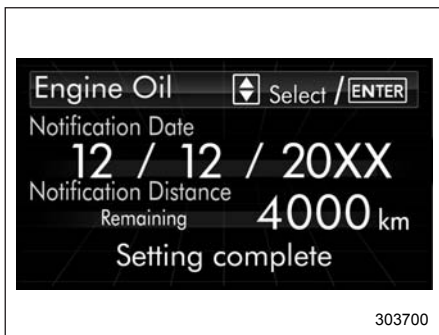 Engine Oil Select / ENTER
Notification Date
12 / 12 / 20XX
Notification Distance
Remaining 4000 km
Setting complete
303700